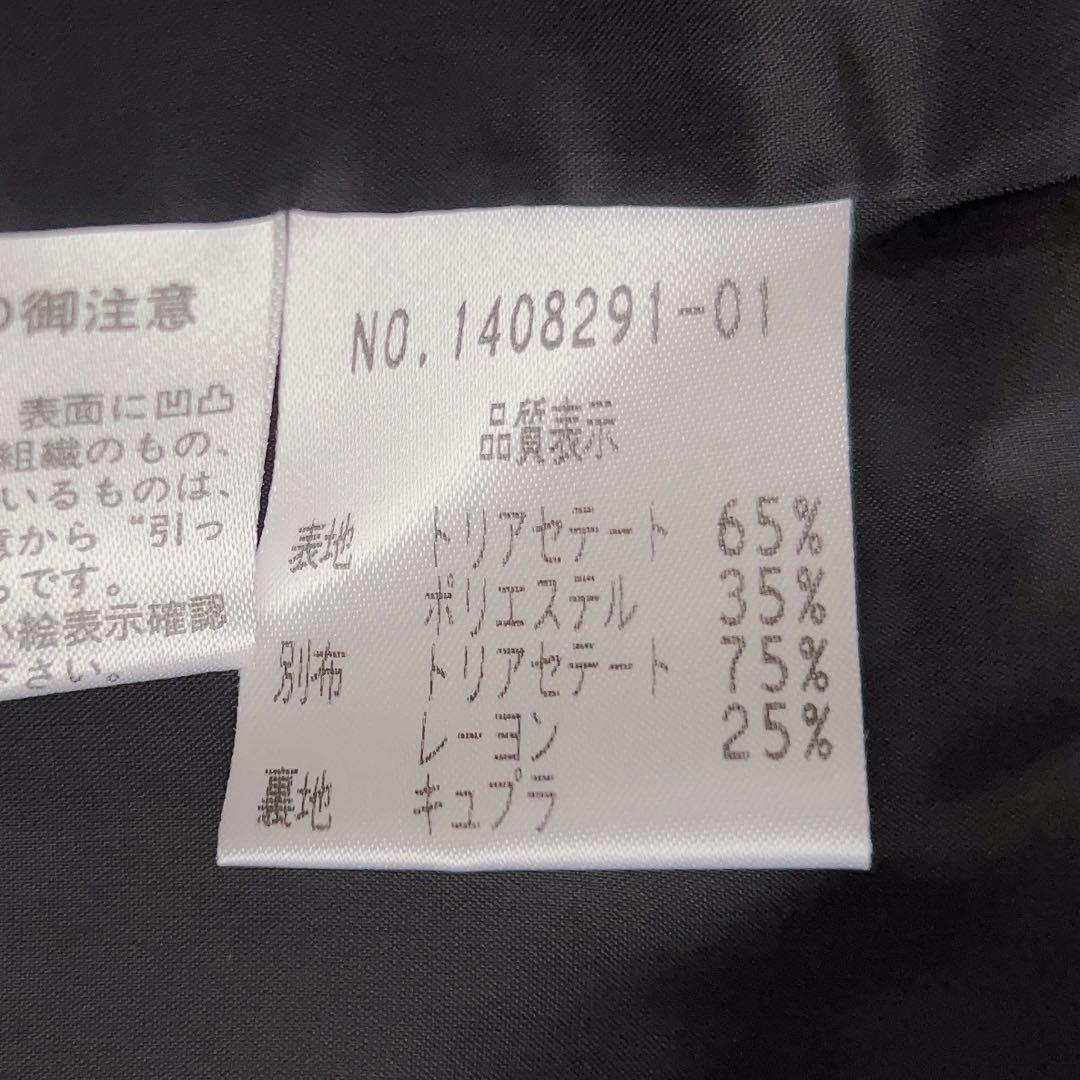 の御注意
表面に凹凸
組織のもの、
いるものは、
から“引っ
です。
絵表示確認
さい。
NO.1408291-01
品質表示
表地 トリアセテート 65%
ポリエステル 35%
別布 トリアセテート 75%
レーヨン 25%
裏地 キュプラ